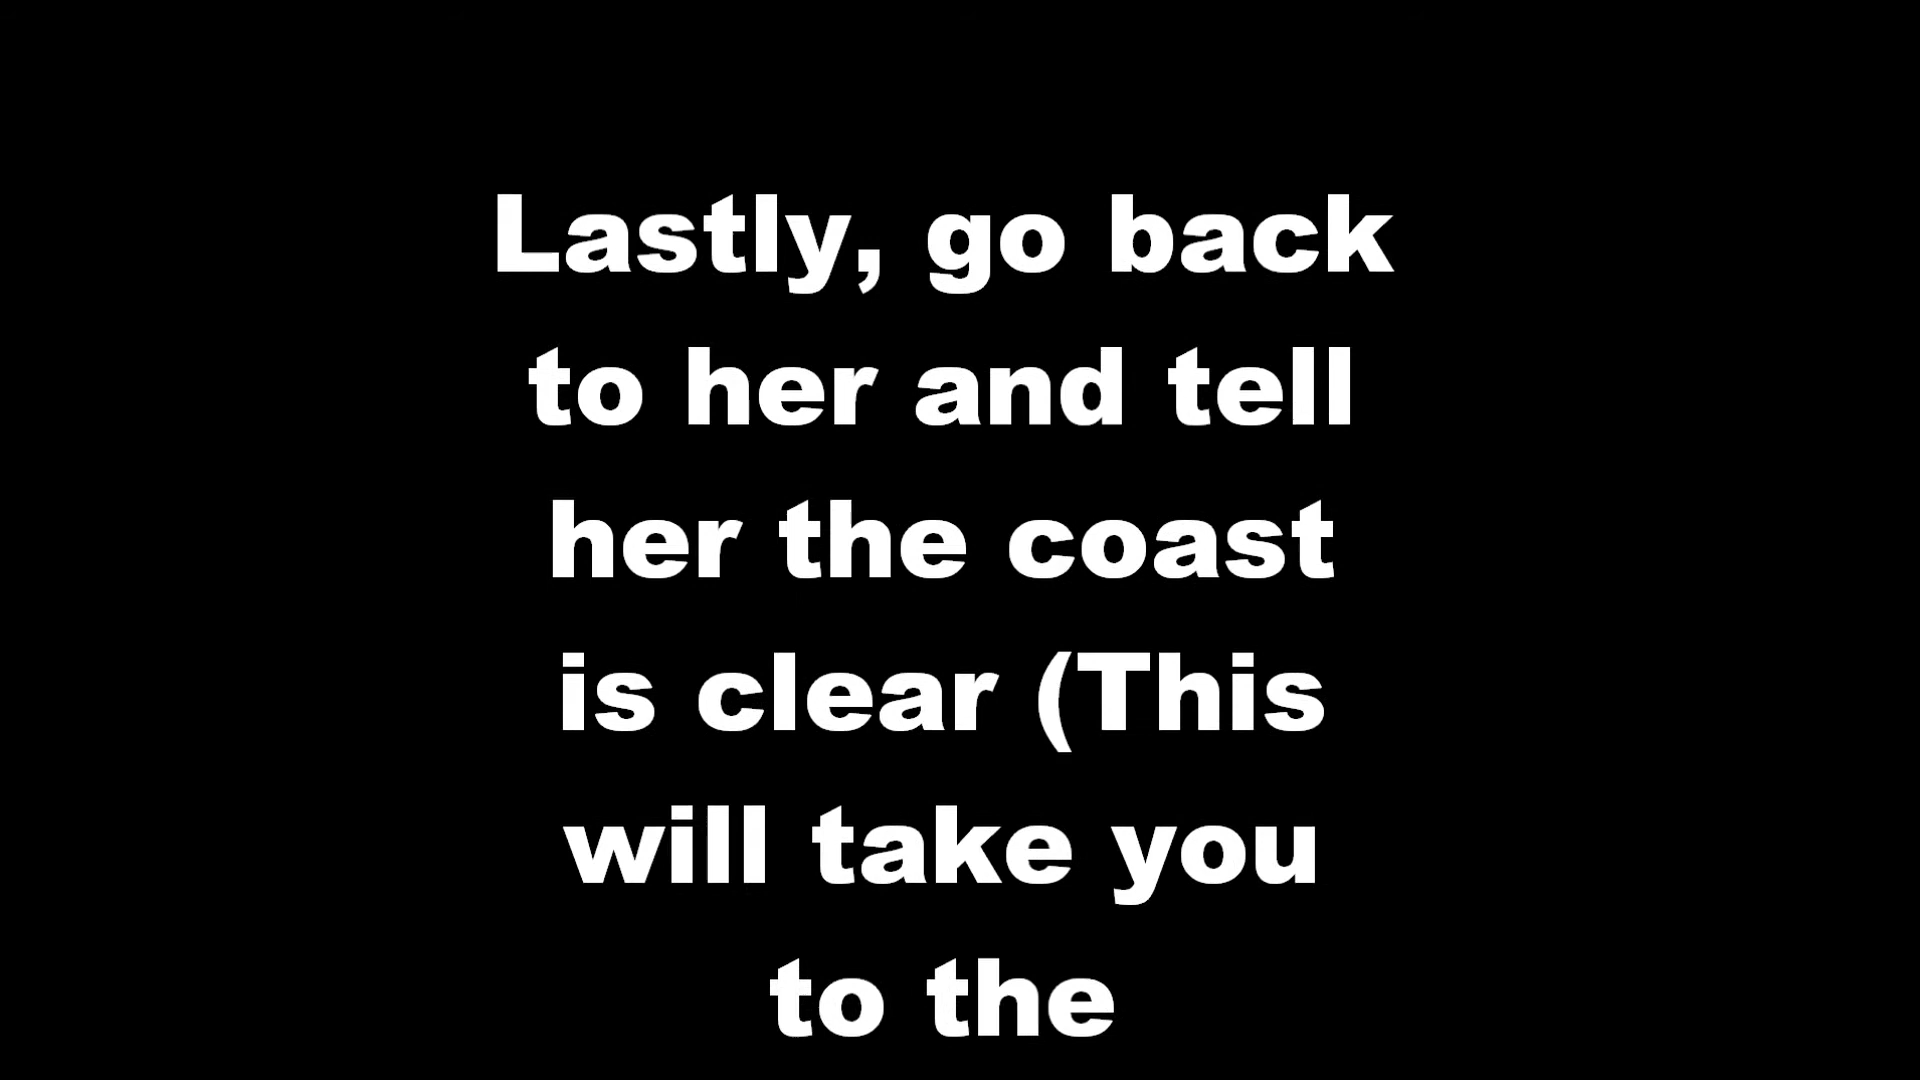 Lastly, go back
to her and tell
her the coast
is clear (This
will take you
to the